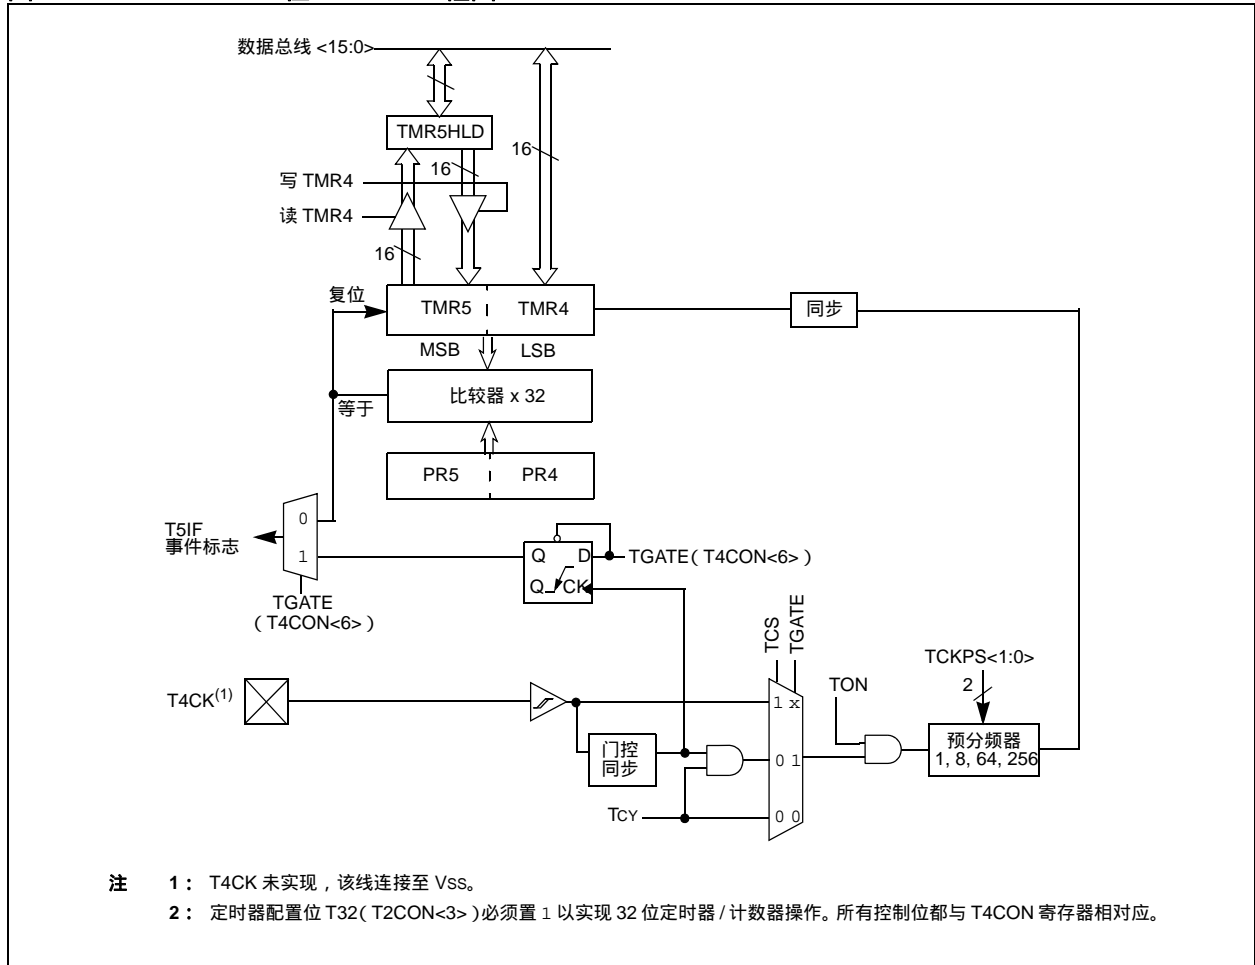 数据总线 <15:0>
TMR5HLD
16
16
写 TMR4
读 TMR4
16
复位
TMR5 TMR4
同步
MSB LSB
等于
比较器 x 32
PR5 PR4
T5IF
事件标志
0
1
TGATE
( T4CON<6> )
Q D
Q CK
TGATE( T4CON<6> )
TCS
TGATE
TCKPS<1:0>
2
TON
T4CK(1)
1 x
门控
同步
0 1
预分频器
1, 8, 64, 256
TCY
0 0
注 1： T4CK 未实现，该线连接至 VSS。
2： 定时器配置位 T32( T2CON<3> )必须置 1 以实现 32 位定时器 / 计数器操作。所有控制位都与 T4CON 寄存器相对应。